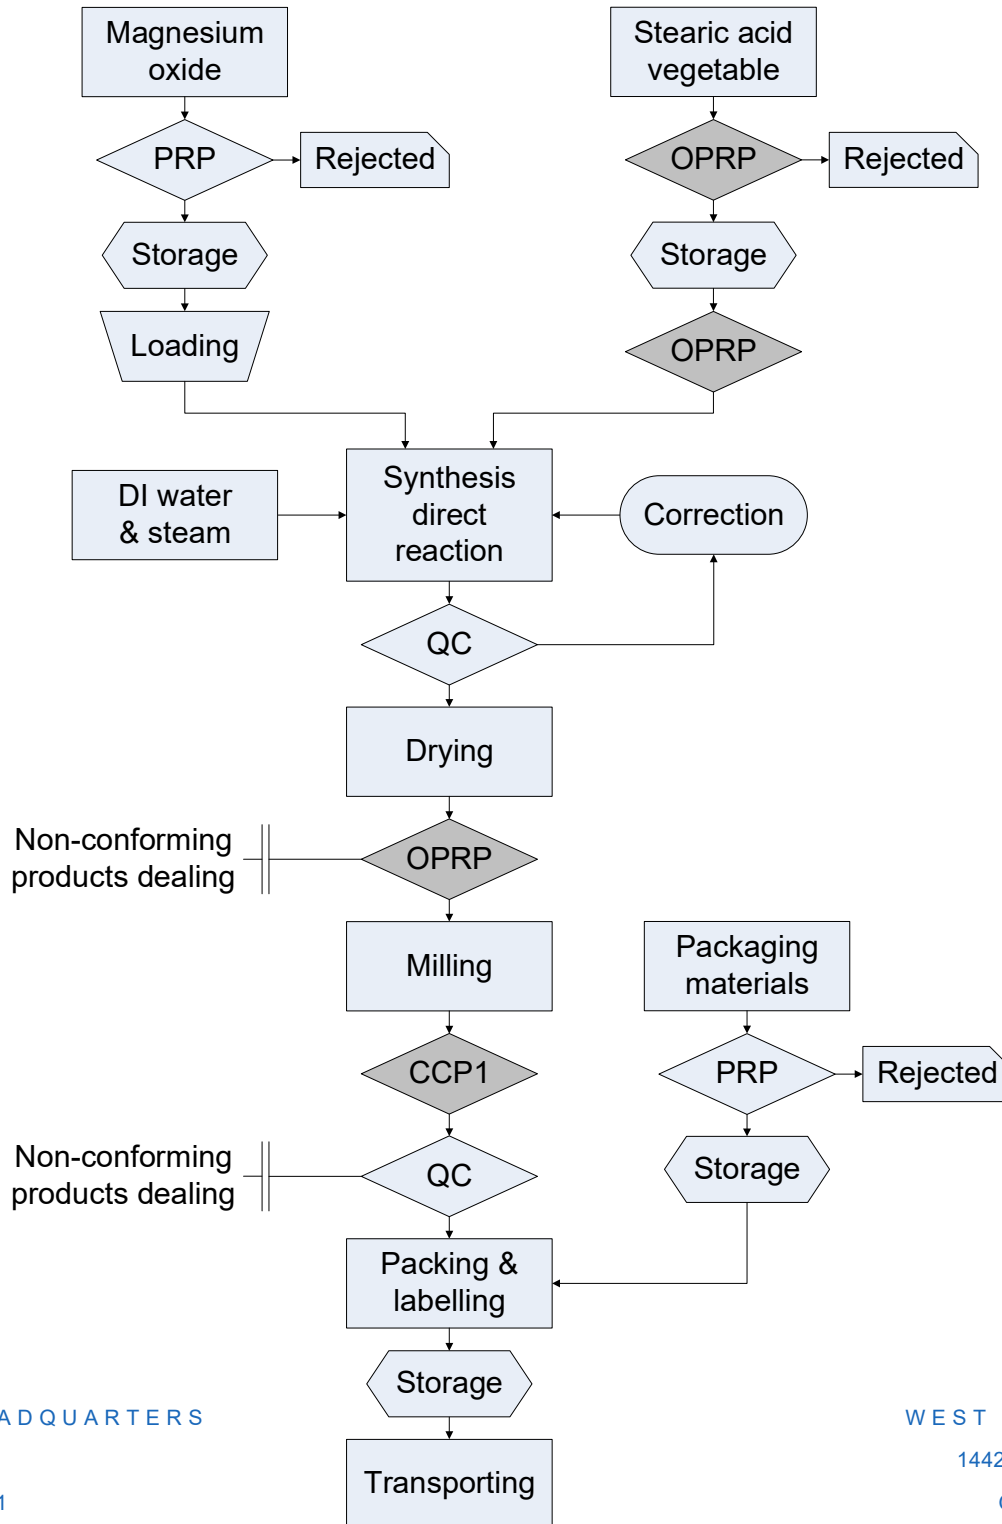 Magnesium
oxide
Stearic acid
vegetable
PRP
Rejected
OPRP
Rejected
Storage
Storage
Loading
OPRP
DI water
& steam
Synthesis
direct
reaction
Correction
QC
Drying
Non-conforming
products dealing
OPRP
Milling
Packaging
materials
CCP1
PRP
Rejected
Non-conforming
products dealing
QC
Storage
Packing &
labelling
Storage
ADQUARTERS
WEST
1442
Transporting